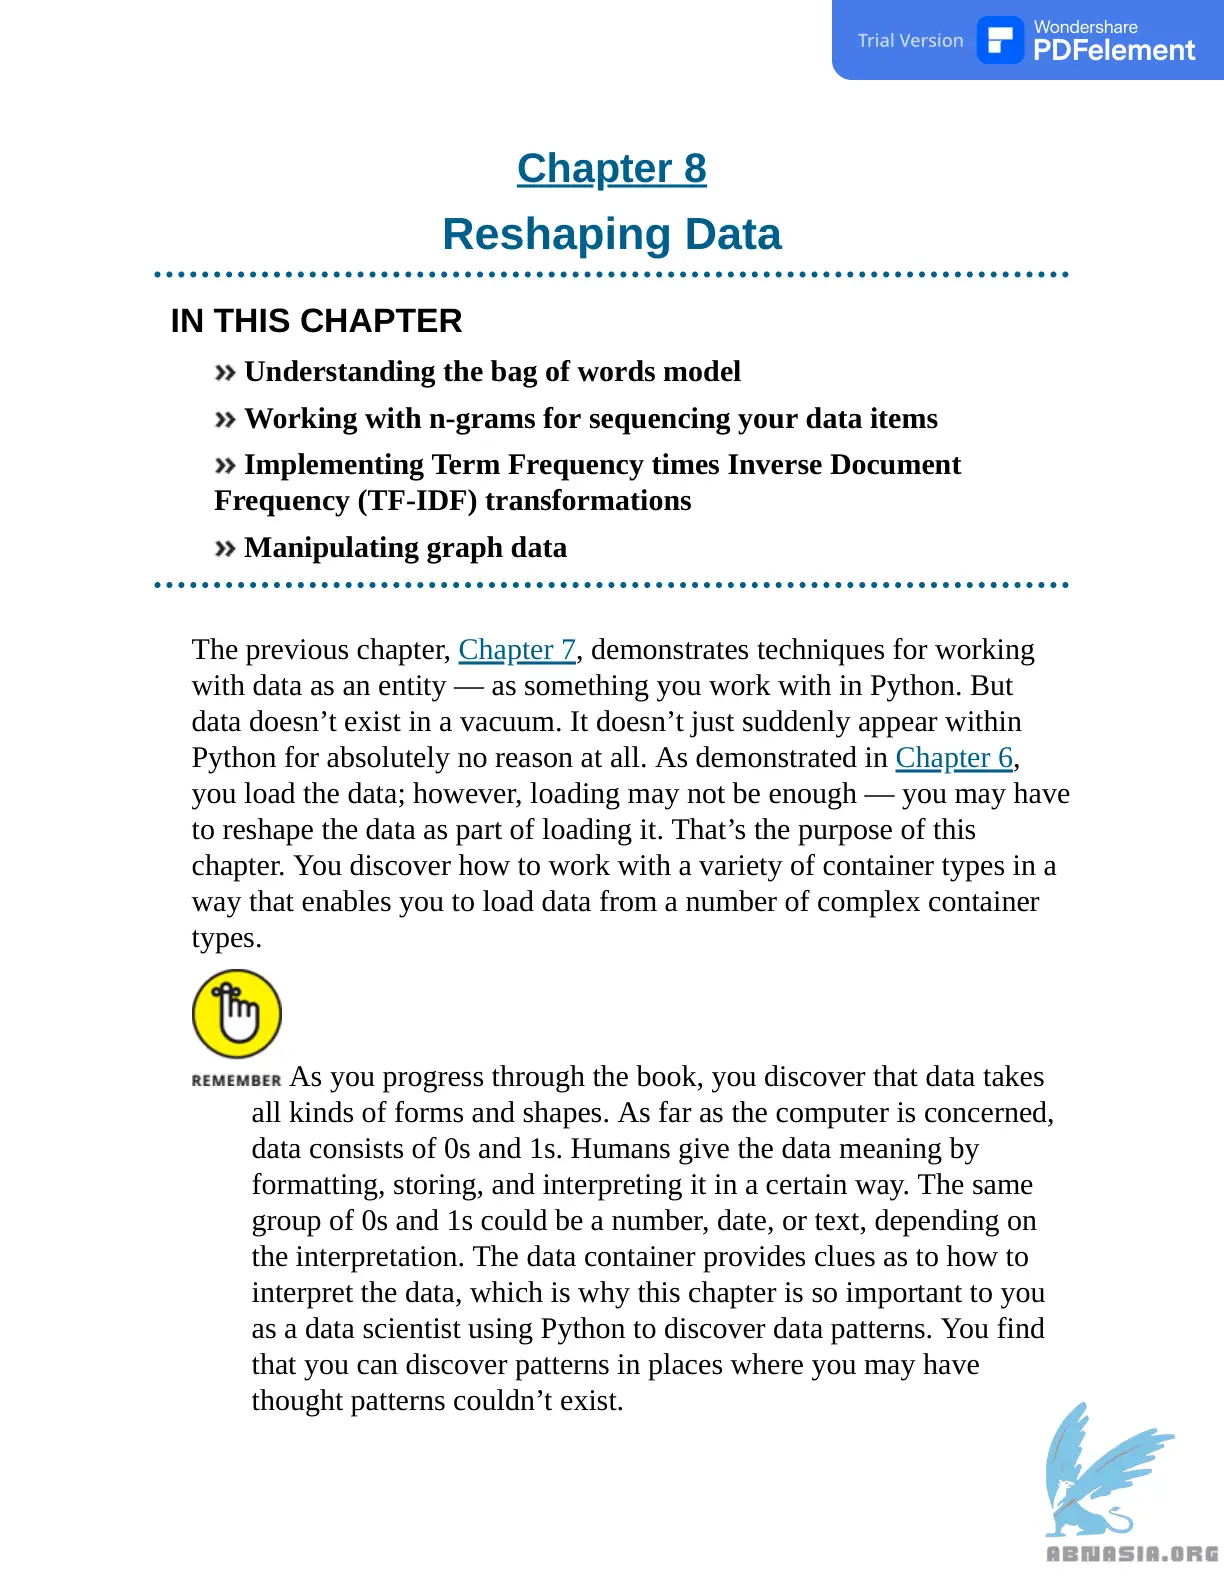 Trial Version
Wondershare
PDFelement
Chapter 8
Reshaping Data
IN THIS CHAPTER
» Understanding the bag of words model
» Working with n-grams for sequencing your data items
» Implementing Term Frequency times Inverse Document
Frequency (TF-IDF) transformations
» Manipulating graph data
The previous chapter, Chapter 7, demonstrates techniques for working
with data as an entity — as something you work with in Python. But
data doesn’t exist in a vacuum. It doesn’t just suddenly appear within
Python for absolutely no reason at all. As demonstrated in Chapter 6,
you load the data; however, loading may not be enough — you may have
to reshape the data as part of loading it. That’s the purpose of this
chapter. You discover how to work with a variety of container types in a
way that enables you to load data from a number of complex container
types.
REMEMBER As you progress through the book, you discover that data takes
all kinds of forms and shapes. As far as the computer is concerned,
data consists of 0s and 1s. Humans give the data meaning by
formatting, storing, and interpreting it in a certain way. The same
group of 0s and 1s could be a number, date, or text, depending on
the interpretation. The data container provides clues as to how to
interpret the data, which is why this chapter is so important to you
as a data scientist using Python to discover data patterns. You find
that you can discover patterns in places where you may have
thought patterns couldn’t exist.
ABNASIA.ORG